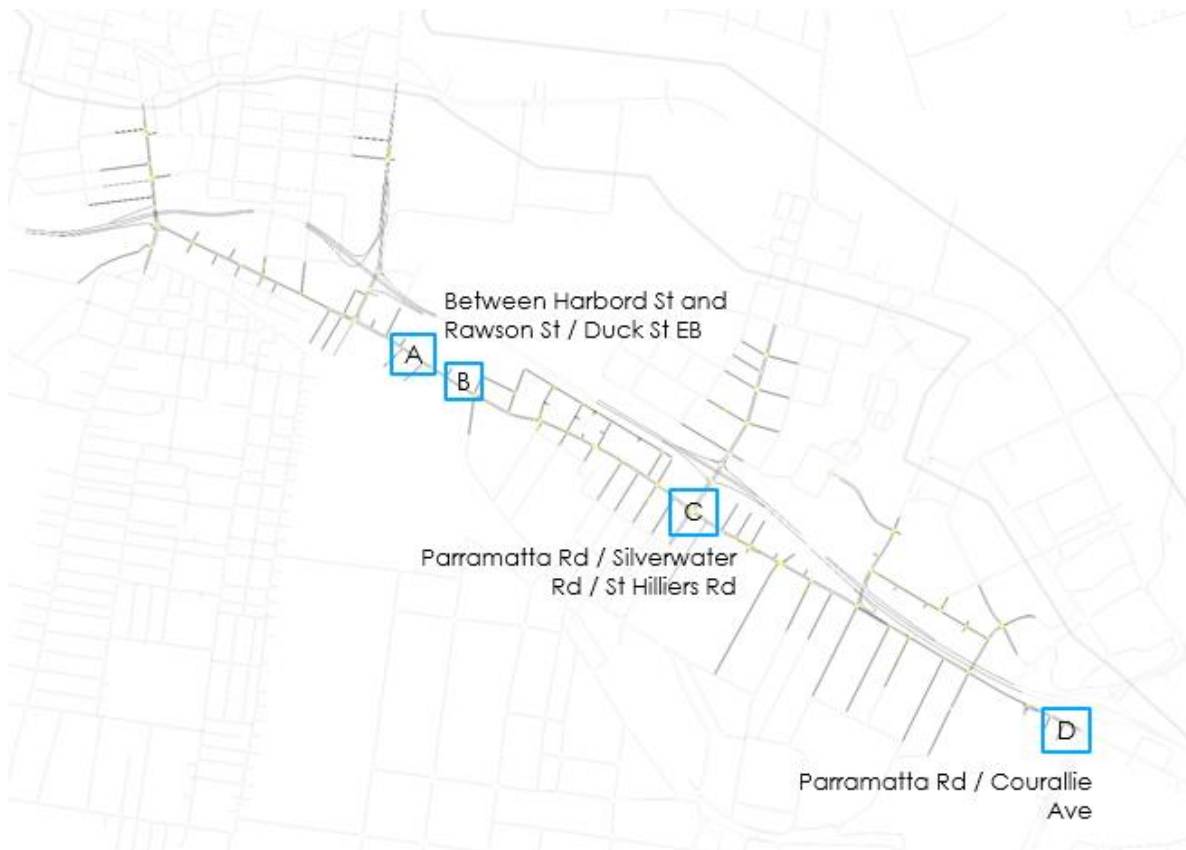 Between Harbord St and
Rawson St / Duck St EB
A
B
C
Parramatta Rd / Silverwater
Rd / St Hilliers Rd
D
Parramatta Rd / Courallie
Ave